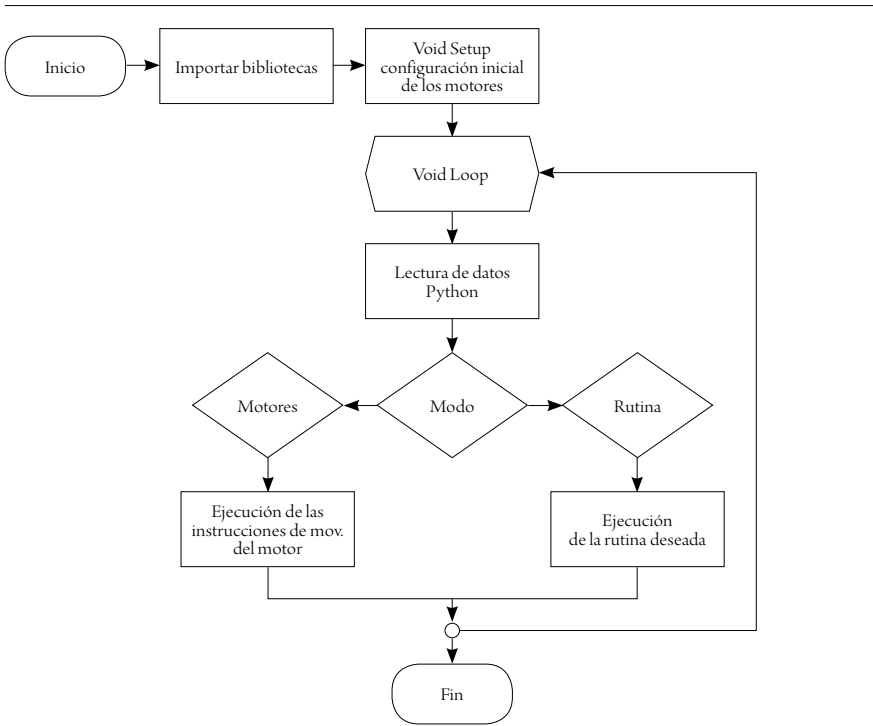 Inicio
Importar bibliotecas
Void Setup
configuración inicial
de los motores
Void Loop
Lectura de datos
Python
Motores
Modo
Rutina
Ejecución de las
instrucciones de mov.
del motor
Ejecución
de la rutina deseada
Fin